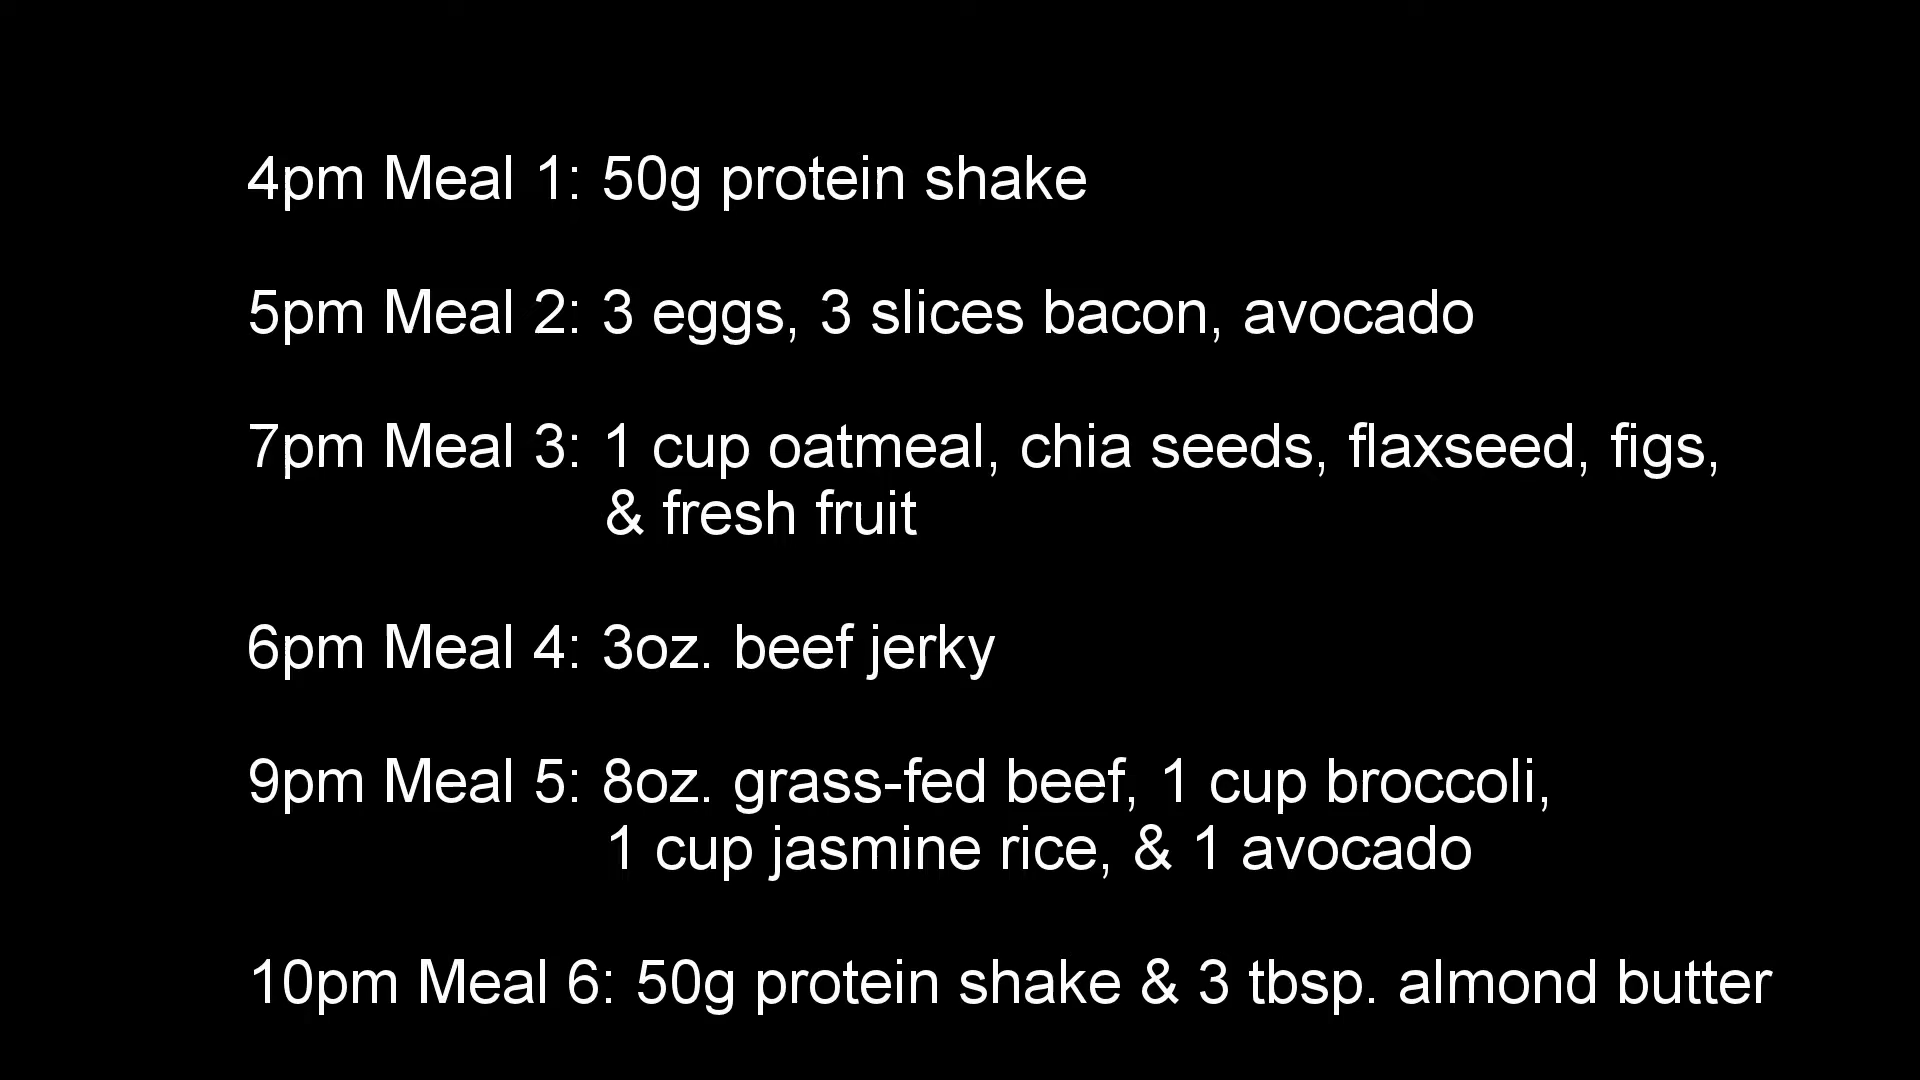 4pm Meal 1: 50g protein shake
5pm Meal 2: 3 eggs, 3 slices bacon, avocado
7pm Meal 3: 1 cup oatmeal, chia seeds, flaxseed, figs,
& fresh fruit
6pm Meal 4: 3oz. beef jerky
9pm Meal 5: 8oz. grass-fed beef, 1 cup broccoli,
1 cup jasmine rice, & 1 avocado
10pm Meal 6: 50g protein shake & 3 tbsp. almond butter